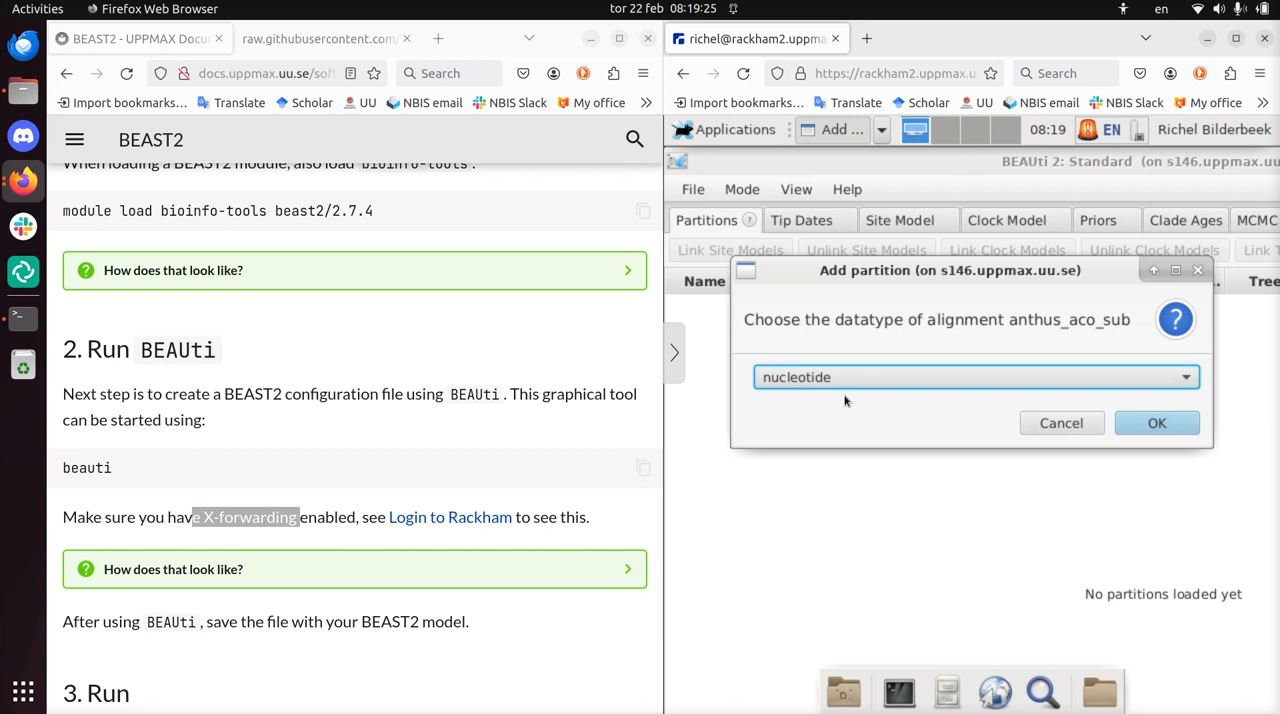 Activities
Firefox Web Browser
tor 22 feb 08:19:25
en
BEAST2 - UPPMAX Docu
raw.githubusercontent.com/
docs.uppmax.uu.se/sof
Search
Import bookmarks…
Translate
Scholar
UU
NBIS email
NBIS Slack
My office
BEAST2
When loading a BEAST2 module, also load bioinfo-tools.
module load bioinfo-tools beast2/2.7.4
How does that look like?
2. Run BEAUti
Next step is to create a BEAST2 configuration file using BEAUti. This graphical tool
can be started using:
beauti
Make sure you have X-forwarding enabled, see Login to Rackham to see this.
How does that look like?
After using BEAUti, save the file with your BEAST2 model.
3. Run
richel@rackham2.uppma
https://rackham2.uppmax.u
Search
Import bookmarks…
Translate
Scholar
UU
NBIS email
NBIS Slack
My office
Applications
Add ...
08:19
EN
Richel Bilderbeek
BEAUti 2: Standard (on s146.uppmax.uu
File
Mode
View
Help
Partitions
Tip Dates
Site Model
Clock Model
Priors
Clade Ages
MCMC
Link Site Models
Unlink Site Models
Link Clock Models
Unlink Clock Models
Link T
Name
Tree
Add partition (on s146.uppmax.uu.se)
Choose the datatype of alignment anthus_aco_sub
nucleotide
Cancel
OK
No partitions loaded yet